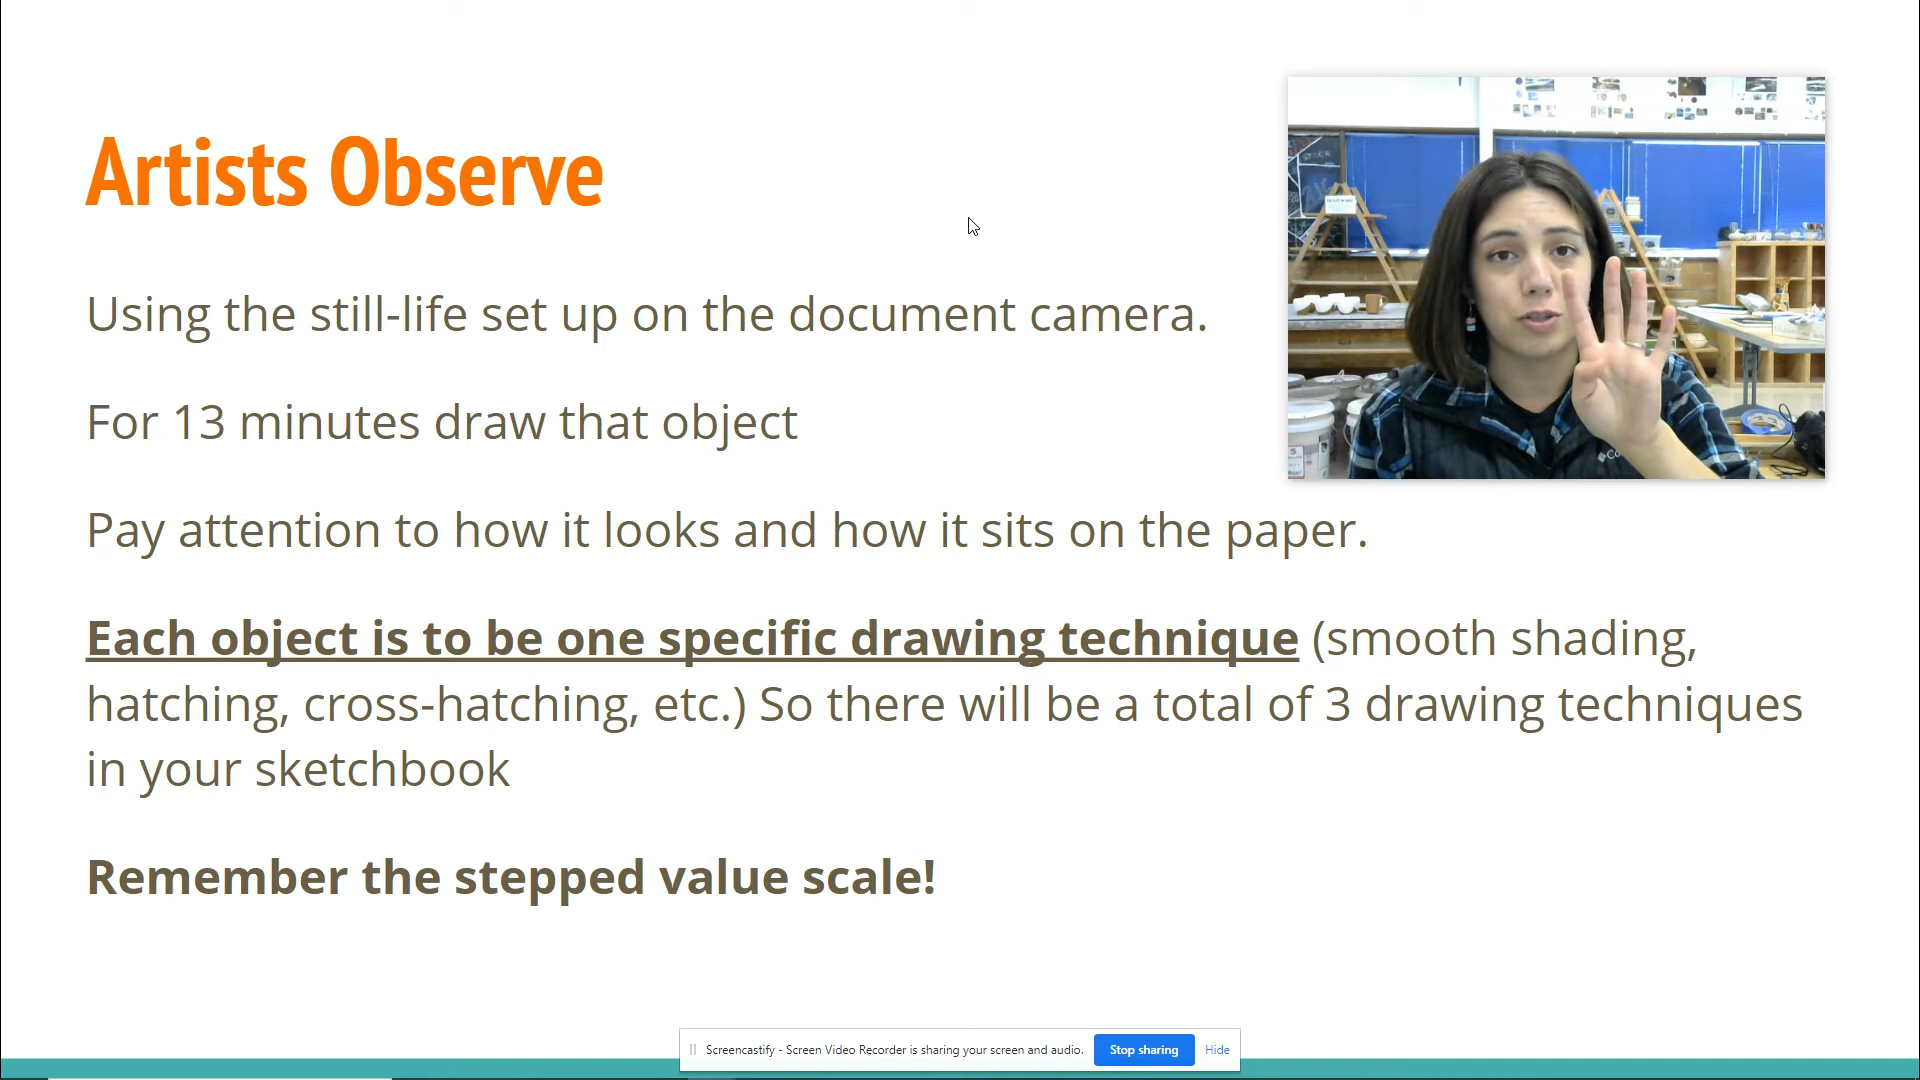 Artists Observe
Using the still-life set up on the document camera.
For 13 minutes draw that object
Pay attention to how it looks and how it sits on the paper.
Each object is to be one specific drawing technique (smooth shading,
hatching, cross-hatching, etc.) So there will be a total of 3 drawing techniques
in your sketchbook
Remember the stepped value scale!
Screencastify - Screen Video Recorder is sharing your screen and audio.
Stop sharing
Hide